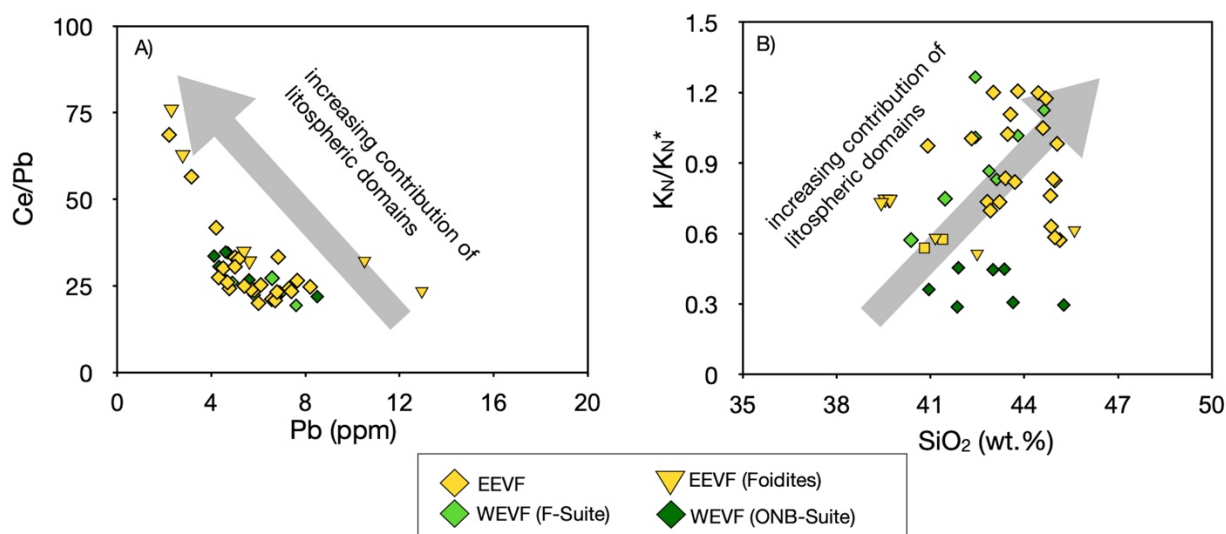 A)
100
75
50
25
0
Ce/Pb
increasing contribution of
litospheric domains
0 4 8 12 16 20
Pb (ppm)
B)
1.5
1.2
0.9
0.6
0.3
0
K_N/K_N*
increasing contribution of
litospheric domains
35 38 41 44 47 50
SiO₂ (wt.%)
EEVF
EEVF (Foidites)
WEVF (F-Suite)
WEVF (ONB-Suite)